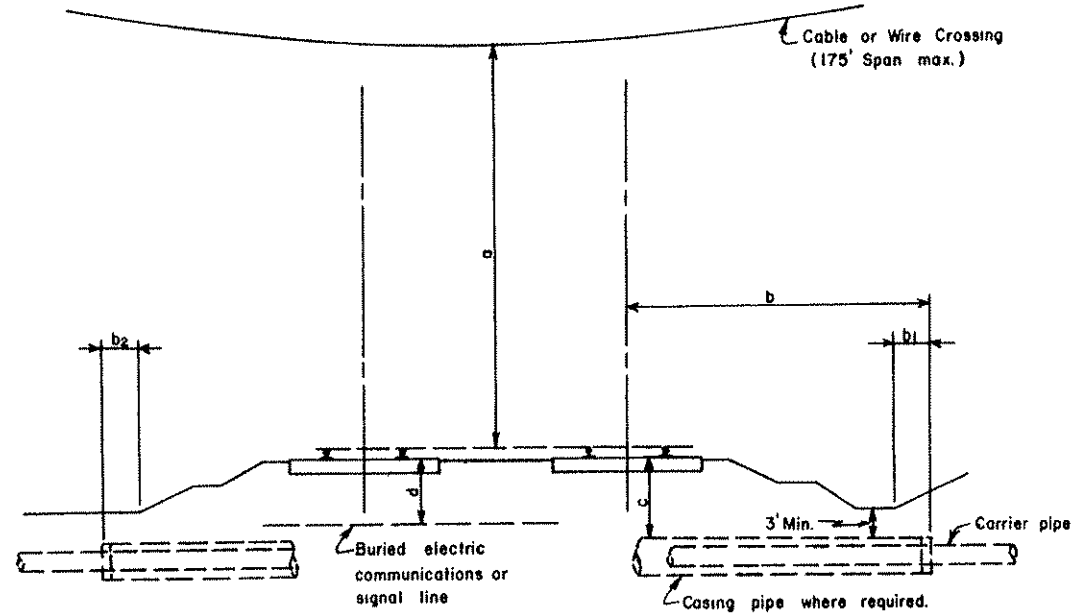 Cable or Wire Crossing
(175' Span max.)
a
b
b2
b1
d
c
3' Min.
Carrier pipe
Buried electric
communications or
signal line
Casing pipe where required.